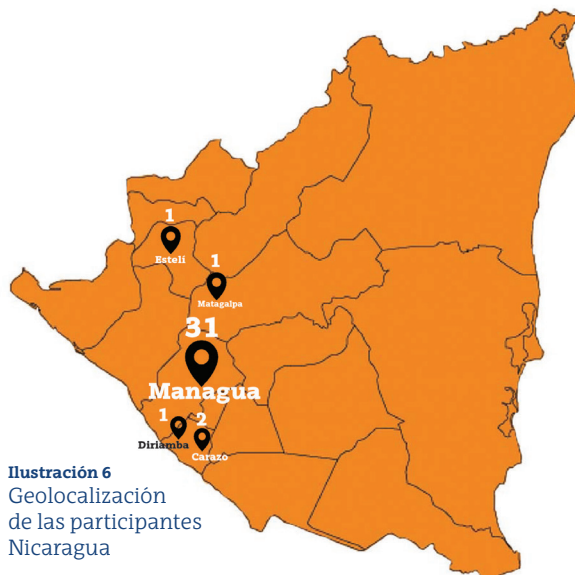 1
Estelí
1
Matagalpa
31
Managua
1
Diriamba
2
Carazo
Ilustración 6
Geolocalización
de las participantes
Nicaragua